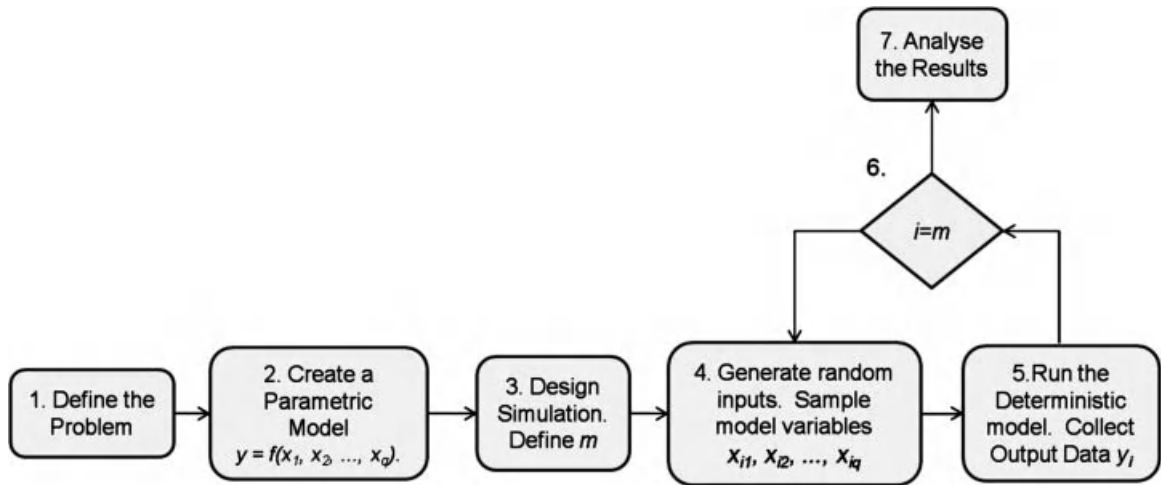 7. Analyse
the Results
6.
i=m
1. Define the
Problem
2. Create a
Parametric
Model
y = f(x1, x2, ..., xq).
3. Design
Simulation.
Define m
4. Generate random
inputs. Sample
model variables
xi1, xi2, ..., xiq
5.Run the
Deterministic
model. Collect
Output Data yi